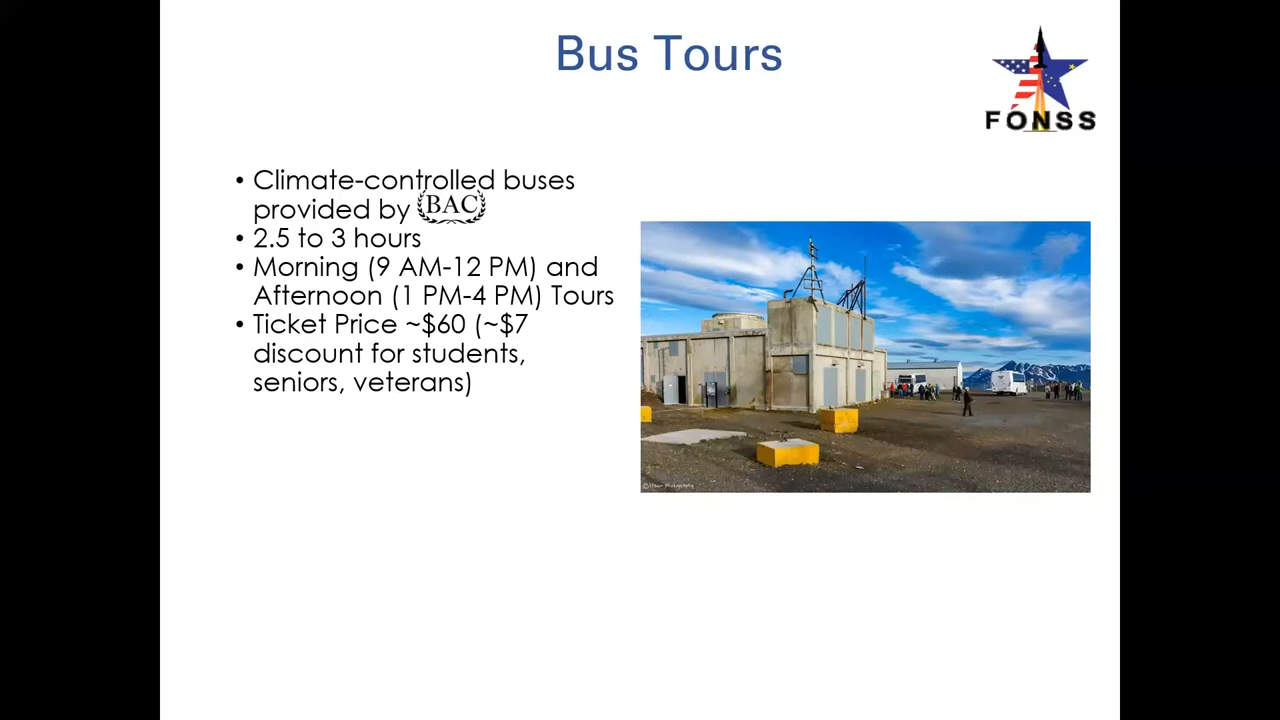 Bus Tours
FONSS
• Climate-controlled buses
provided by BAC
• 2.5 to 3 hours
• Morning (9 AM-12 PM) and
Afternoon (1 PM-4 PM) Tours
• Ticket Price ~$60 (~$7
discount for students,
seniors, veterans)
Photography